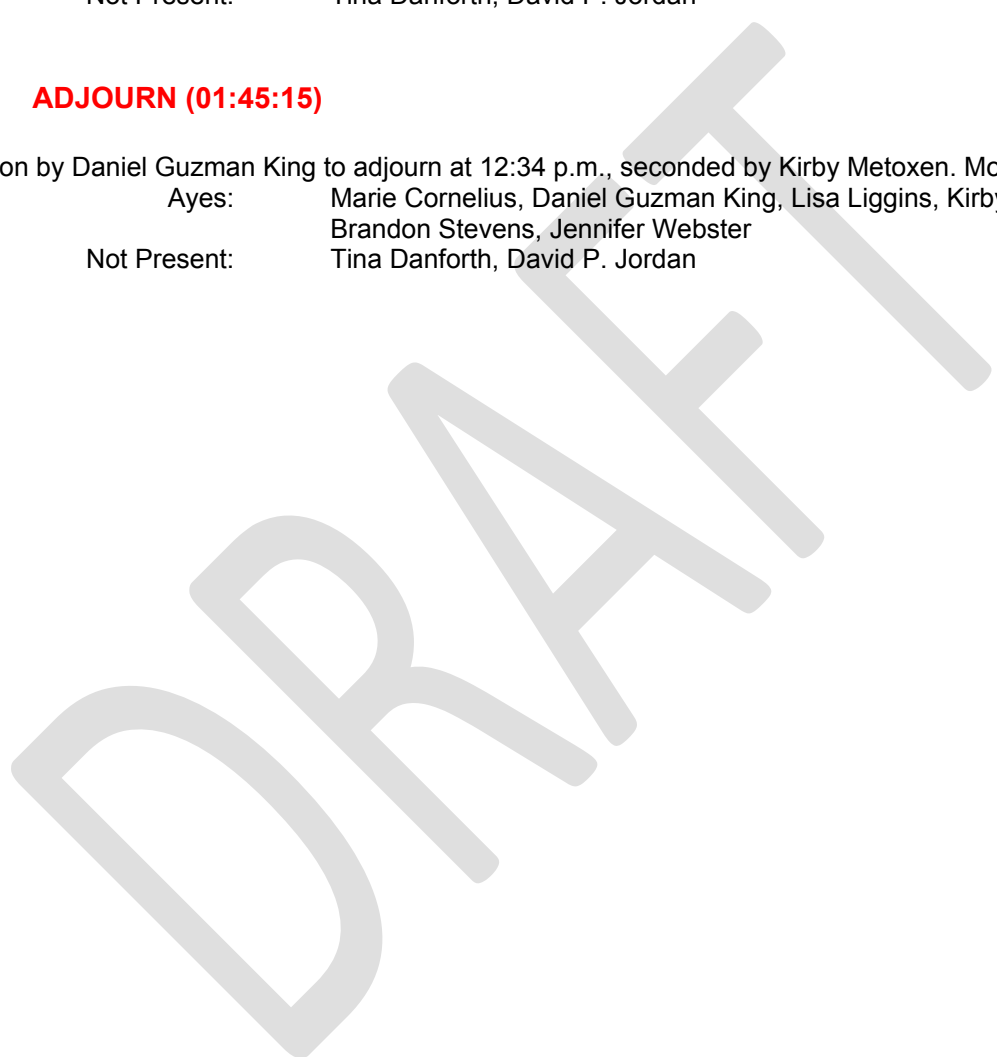 Not Present: Tina Danforth, David P. Jordan
ADJOURN (01:45:15)
on by Daniel Guzman King to adjourn at 12:34 p.m., seconded by Kirby Metoxen. Mo
Ayes: Marie Cornelius, Daniel Guzman King, Lisa Liggins, Kirby
Brandon Stevens, Jennifer Webster
Not Present: Tina Danforth, David P. Jordan
DRAFT